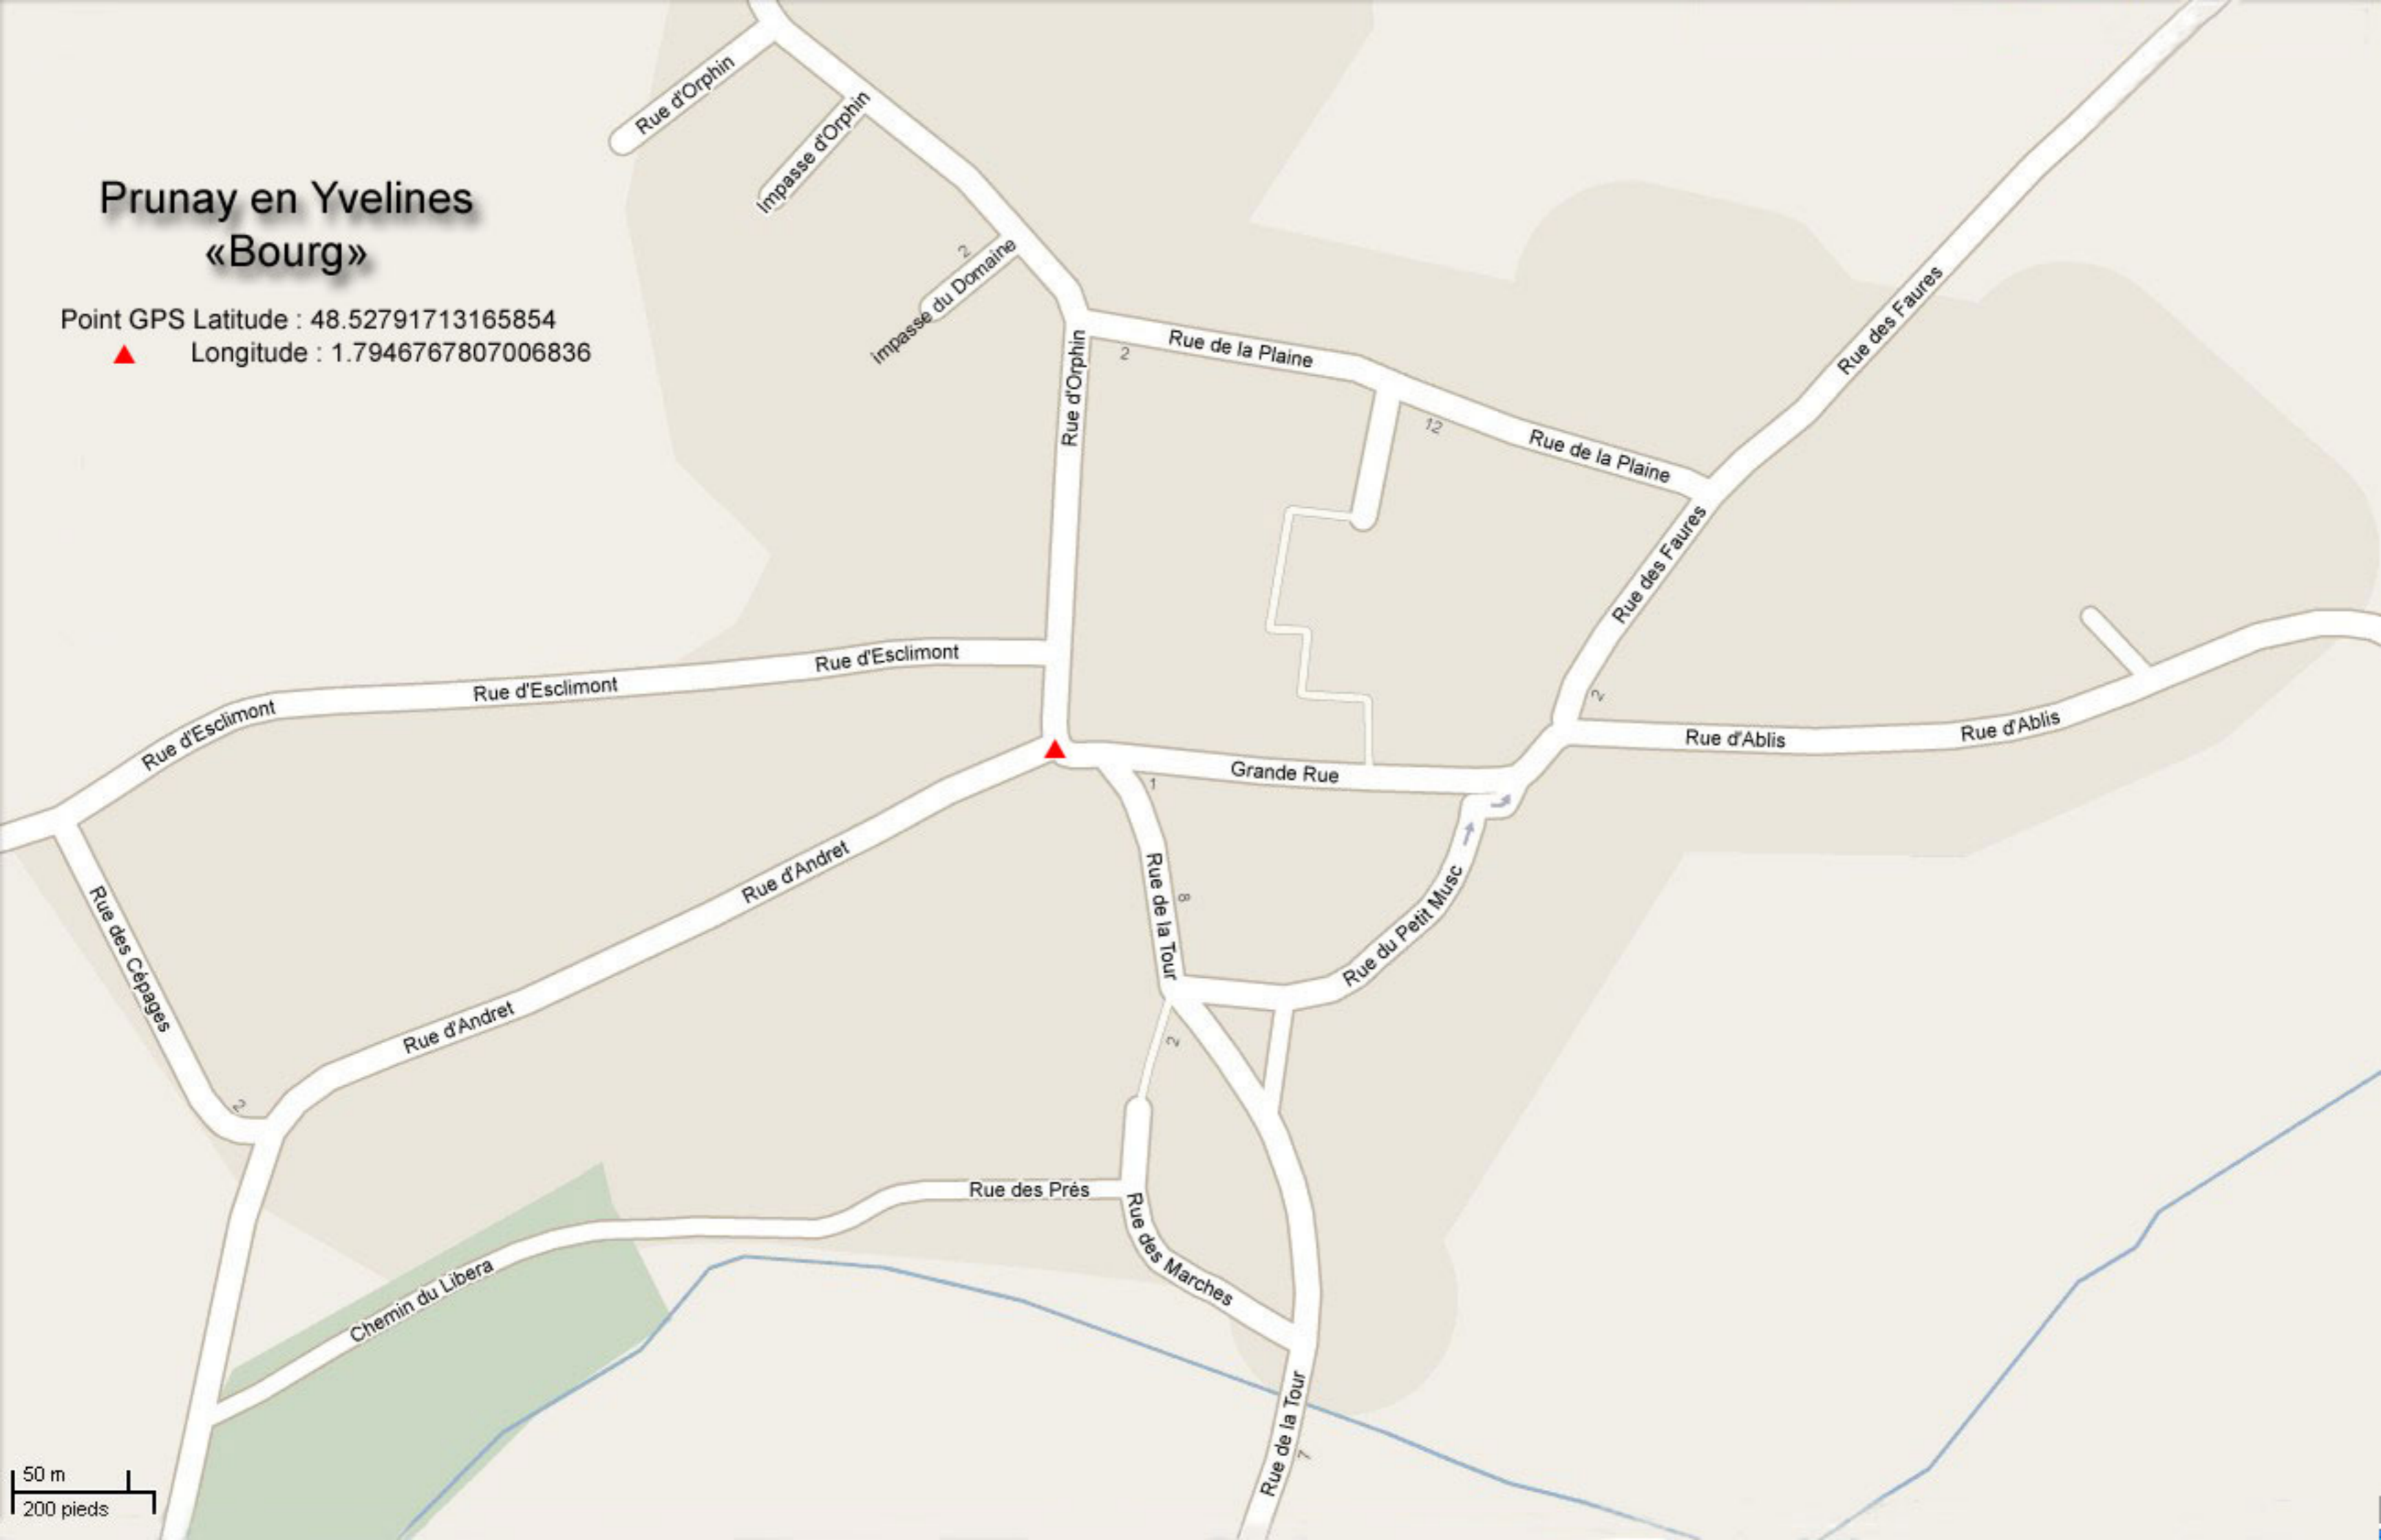 Rue d'Orphin
Impasse d'Orphin
Prunay en Yvelines
«Bourg»
Point GPS Latitude : 48.52791713165854
Longitude : 1.7946767807006836
2
impasse du Domaine
Rue d'Orphin
2
Rue de la Plaine
12
Rue de la Plaine
Rue des Faures
Rue des Faures
2
Rue d'Esclimont
Rue d'Esclimont
Rue d'Esclimont
Rue d'Ablis
Rue d'Ablis
Grande Rue
1
Rue d'Andret
Rue d'Andret
Rue de la Tour
8
Rue du Petit Musc
Rue des Cépages
2
2
Rue des Prés
Rue des Marches
Chemin du Libera
Rue de la Tour
7
50 m
200 pieds